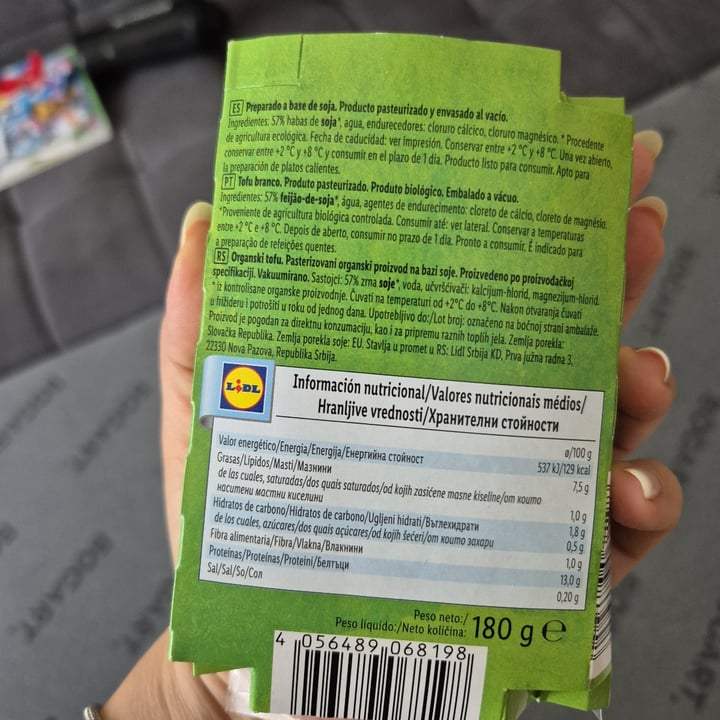 ES Preparado a base de soja. Producto pasteurizado y envasado al vacío.
Ingredientes: 57% habas de soja*, agua, endurecedores: cloruro cálcico, cloruro magnésico. * Procedente
de agricultura ecológica. Fecha de caducidad: ver impresión. Conservar entre +2 °C y +8 °C. Una vez abierto,
conservar entre +2 °C y +8 °C y consumir en el plazo de 1 día. Producto listo para consumir. Apto para
la preparación de platos calientes.
PT Tofu branco. Produto pasteurizado. Produto biológico. Embalado a vácuo.
Ingredientes: 57% feijão-de-soja*, água, agentes de endurecimento: cloreto de cálcio, cloreto de magnésio.
*Proveniente de agricultura biológica controlada. Consumir até: ver lateral. Conservar a temperaturas
entre +2 °C e +8 °C. Depois de aberto, consumir no prazo de 1 dia. Pronto a consumir. É indicado para
a preparação de refeições quentes.
RS Organski tofu. Pasterizovani organski proizvod na bazi soje. Proizvedeno po proizvođačkoj
specifikaciji. Vakuumirano. Sastojci: 57% zrna soje*, voda, učvršćivači: kalcijum-hlorid, magnezijum-hlorid.
* iz kontrolisane organske proizvodnje. Čuvati na temperaturi od +2°C do +8°C. Nakon otvaranja čuvati
u frižideru i potrošiti u roku od jednog dana. Upotrebljivo do:/Lot broj: označeno na bočnoj strani ambalaže.
Proizvod je pogodan za direktnu konzumaciju, kao i za pripremu raznih toplih jela. Zemlja porekla:
Slovačka Republika. Zemlja porekla soje: EU. Stavlja u promet u RS: Lidl Srbija KD, Prva južna radna 3,
22330 Nova Pazova, Republika Srbija.
LIDL
Información nutricional/Valores nutricionais médios/
Hranljive vrednosti/Хранителни стойности
ø/100 g
Valor energético/Energia/Energija/Енергийна стойност 537 kJ/129 kcal
Grasas/Lípidos/Masti/Мазнини 7,5 g
de las cuales, saturadas/dos quais saturados/od kojih zasićene masne kiseline/от които
наситени мастни киселини 1,0 g
Hidratos de carbono/Hidratos de carbono/Ugljeni hidrati/Въглехидрати 1,8 g
de los cuales, azúcares/dos quais açúcares/od kojih šećeri/от които захари 0,5 g
Fibra alimentaria/Fibra/Vlakna/Влакнини 1,0 g
Proteínas/Proteínas/Proteini/Белтъци 13,0 g
Sal/Sal/So/Сол 0,20 g
Peso neto:/
Peso líquido:/Neto količina: 180 g e
4 056489 068198
ROCCART.